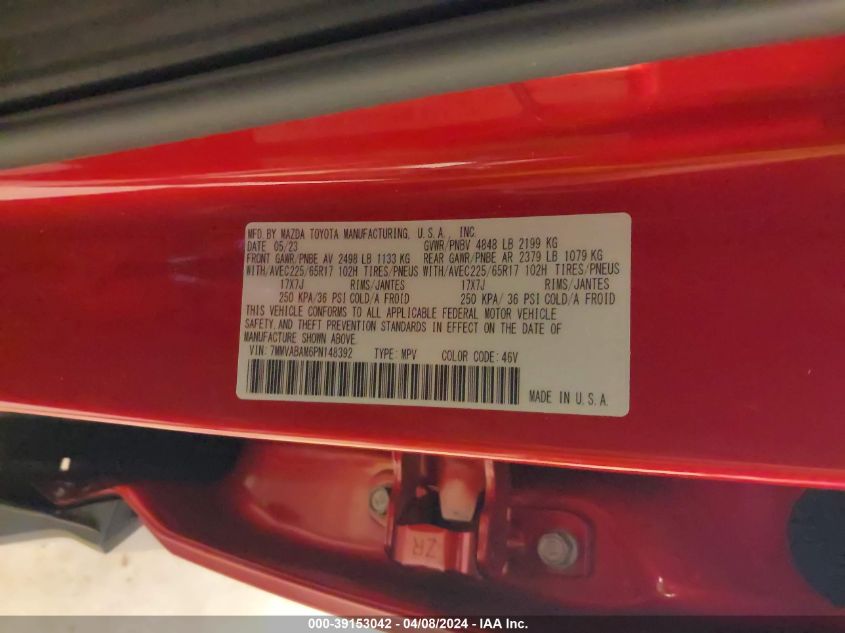 MFD BY MAZDA TOYOTA MANUFACTURING, U.S.A., INC.
DATE 05/23 GVWR/PNBV 4848 LB 2199 KG
FRONT GAWR/PNBE AV 2498 LB 1133 KG REAR GAWR/PNBE AR 2379 LB 1079 KG
WITH/AVEC225/65R17 102H TIRES/PNEUS WITH/AVEC225/65R17 102H TIRES/PNEUS
17X7J RIMS/JANTES 17X7J RIMS/JANTES
250 KPA/36 PSI COLD/A FROID 250 KPA/ 36 PSI COLD/A FROID
THIS VEHICLE CONFORMS TO ALL APPLICABLE FEDERAL MOTOR VEHICLE
SAFETY,AND THEFT PREVENTION STANDARDS IN EFFECT ON THE DATE OF
MANUFACTURE SHOWN ABOVE.
VIN: 7MMVABAM6PN148392 TYPE: MPV COLOR CODE: 46V
MADE IN U.S.A.
ZR
000-39153042 - 04/08/2024 - IAA Inc.